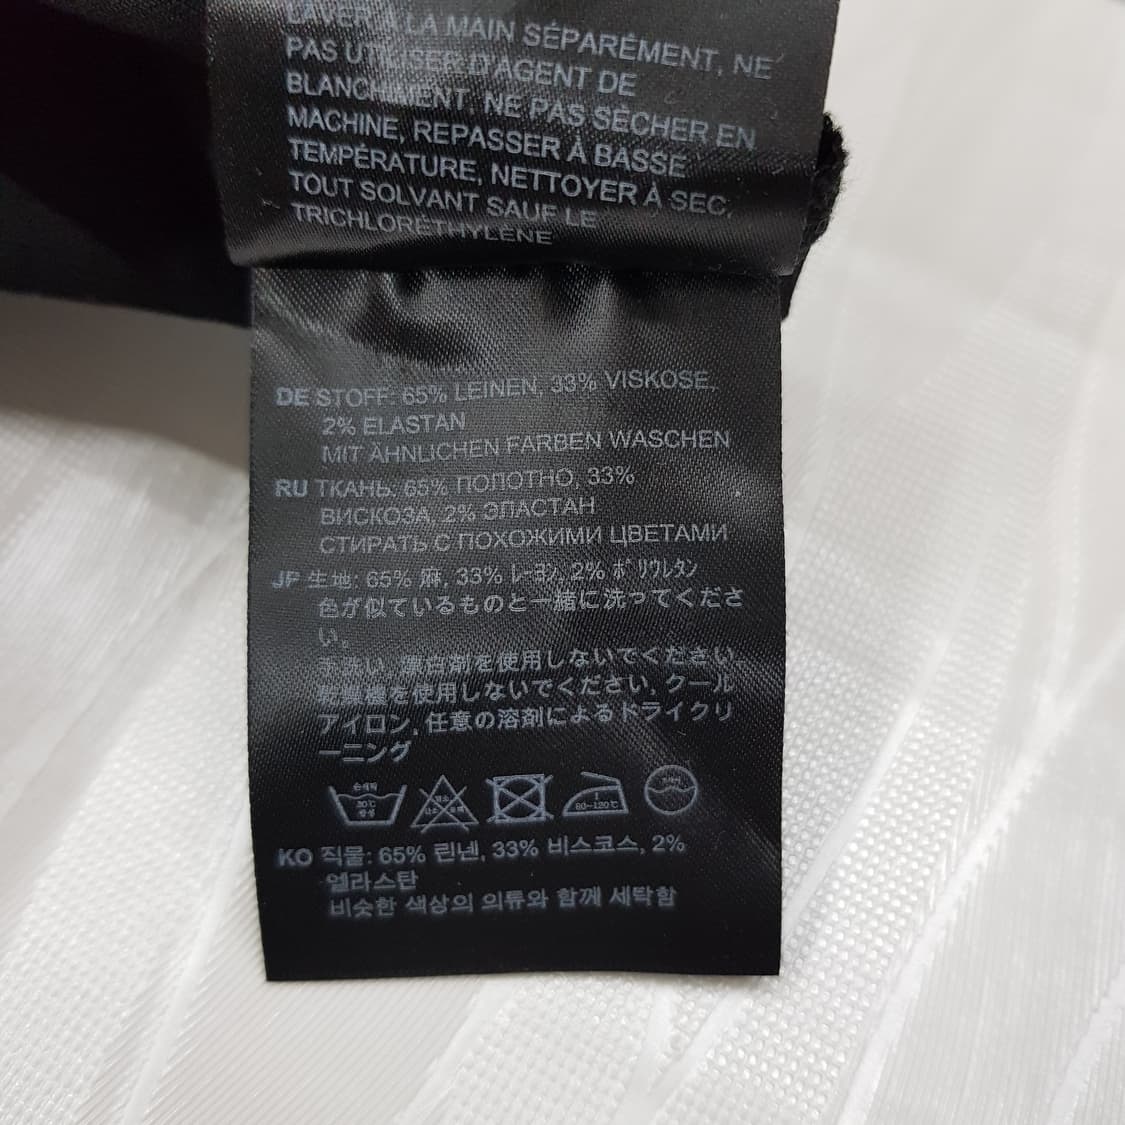 LAVER À LA MAIN SÉPARÉMENT, NE
PAS UTILISER D'AGENT DE
BLANCHIMENT, NE PAS SÉCHER EN
MACHINE, REPASSER À BASSE
TEMPÉRATURE, NETTOYER À SEC,
TOUT SOLVANT SAUF LE
TRICHLORÉTHYLÈNE
DE STOFF: 65% LEINEN, 33% VISKOSE,
2% ELASTAN
MIT ÄHNLICHEN FARBEN WASCHEN
RU ТКАНЬ: 65% ПОЛОТНО, 33%
ВИСКОЗА, 2% ЭЛАСТАН
СТИРАТЬ С ПОХОЖИМИ ЦВЕТАМИ
JP 生地: 65% 麻, 33% ﾚｰﾖﾝ, 2% ﾎﾟﾘｳﾚﾀﾝ
色が似ているものと一緒に洗ってくださ
い。
手洗い, 漂白剤を使用しないでください,
乾燥機を使用しないでください, クール
アイロン, 任意の溶剤によるドライクリ
ーニング
손세탁
30℃
중성
80~120℃
KO 직물: 65% 린넨, 33% 비스코스, 2%
엘라스탄
비슷한 색상의 의류와 함께 세탁함